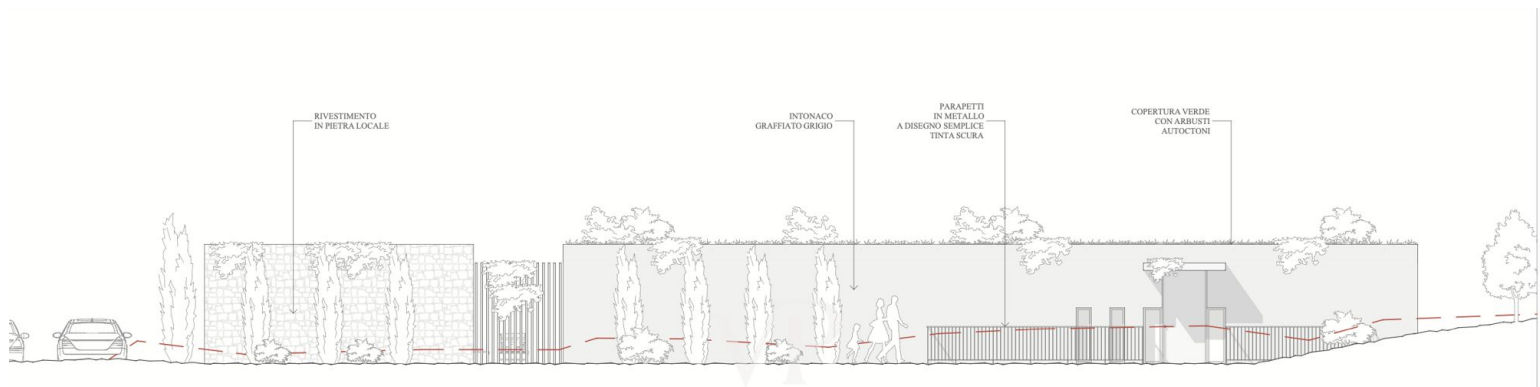 RIVESTIMENTO
IN PIETRA LOCALE
INTONACO
GRAFFIATO GRIGIO
PARAPETTI
IN METALLO
A DISEGNO SEMPLICE
TINTA SCURA
COPERTURA VERDE
CON ARBUSTI
AUTOCTONI